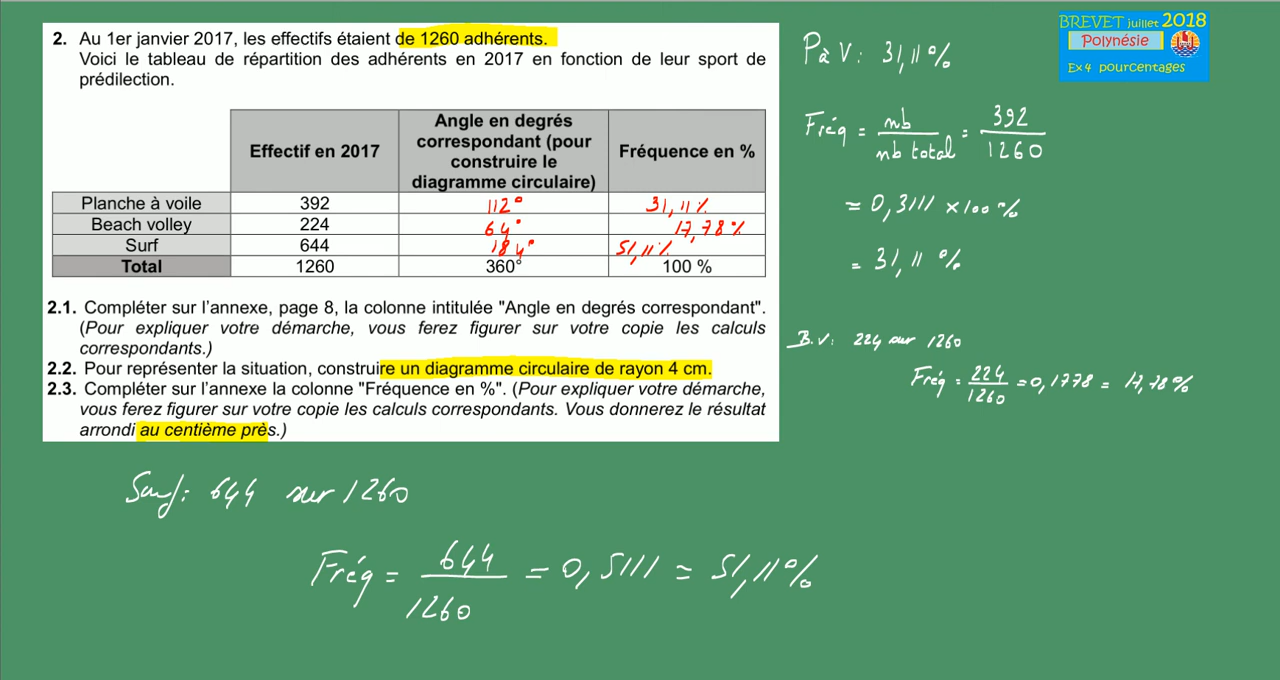 2. Au 1er janvier 2017, les effectifs étaient de 1260 adhérents.
Voici le tableau de répartition des adhérents en 2017 en fonction de leur sport de
prédilection.
Effectif en 2017
Angle en degrés
correspondant (pour
construire le
diagramme circulaire)
Fréquence en %
Planche à voile 392 112° 31,11%
Beach volley 224 64° 17,78%
Surf 644 184° 51,11%
Total 1260 360° 100 %
2.1. Compléter sur l'annexe, page 8, la colonne intitulée "Angle en degrés correspondant".
(Pour expliquer votre démarche, vous ferez figurer sur votre copie les calculs
correspondants.)
2.2. Pour représenter la situation, construire un diagramme circulaire de rayon 4 cm.
2.3. Compléter sur l'annexe la colonne "Fréquence en %". (Pour expliquer votre démarche,
vous ferez figurer sur votre copie les calculs correspondants. Vous donnerez le résultat
arrondi au centième près.)
BREVET juillet 2018
Polynésie
Ex4 pourcentages
P à V : 31,11 %
Fréq = nb / nb total = 392 / 1260
≈ 0,3111 × 100 %
= 31,11 %
B.V: 224 sur 1260
Fréq = 224 / 1260 = 0,1778 = 17,78 %
Surf: 644 sur 1260
Fréq = 644 / 1260 = 0,5111 ≈ 51,11 %